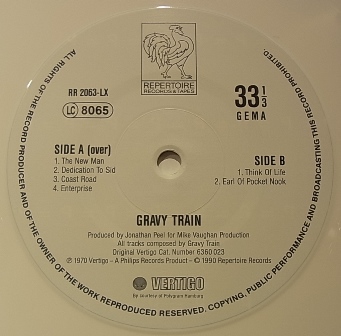 ALL RIGHTS OF THE RECORD PRODUCER AND OF THE OWNER OF THE WORK REPRODUCED RESERVED. COPYING, PUBLIC PERFORMANCE AND BROADCASTING THIS RECORD PROHIBITED.
REPERTOIRE
RECORDS & TAPES
RR 2063-LX
LC 8065
33 1/3
GEMA
SIDE A (over)
1. The New Man
2. Dedication To Sid
3. Coast Road
4. Enterprise
SIDE B
1. Think Of Life
2. Earl Of Pocket Nook
GRAVY TRAIN
Produced by Jonathan Peel for Mike Vaughan Production
All tracks composed by Gravy Train
Original Vertigo Cat. Number 6360 023
℗ 1970 Vertigo - A Philips Records Product - © 1990 Repertoire Records
VERTIGO
By courtesy of Polygram Hamburg